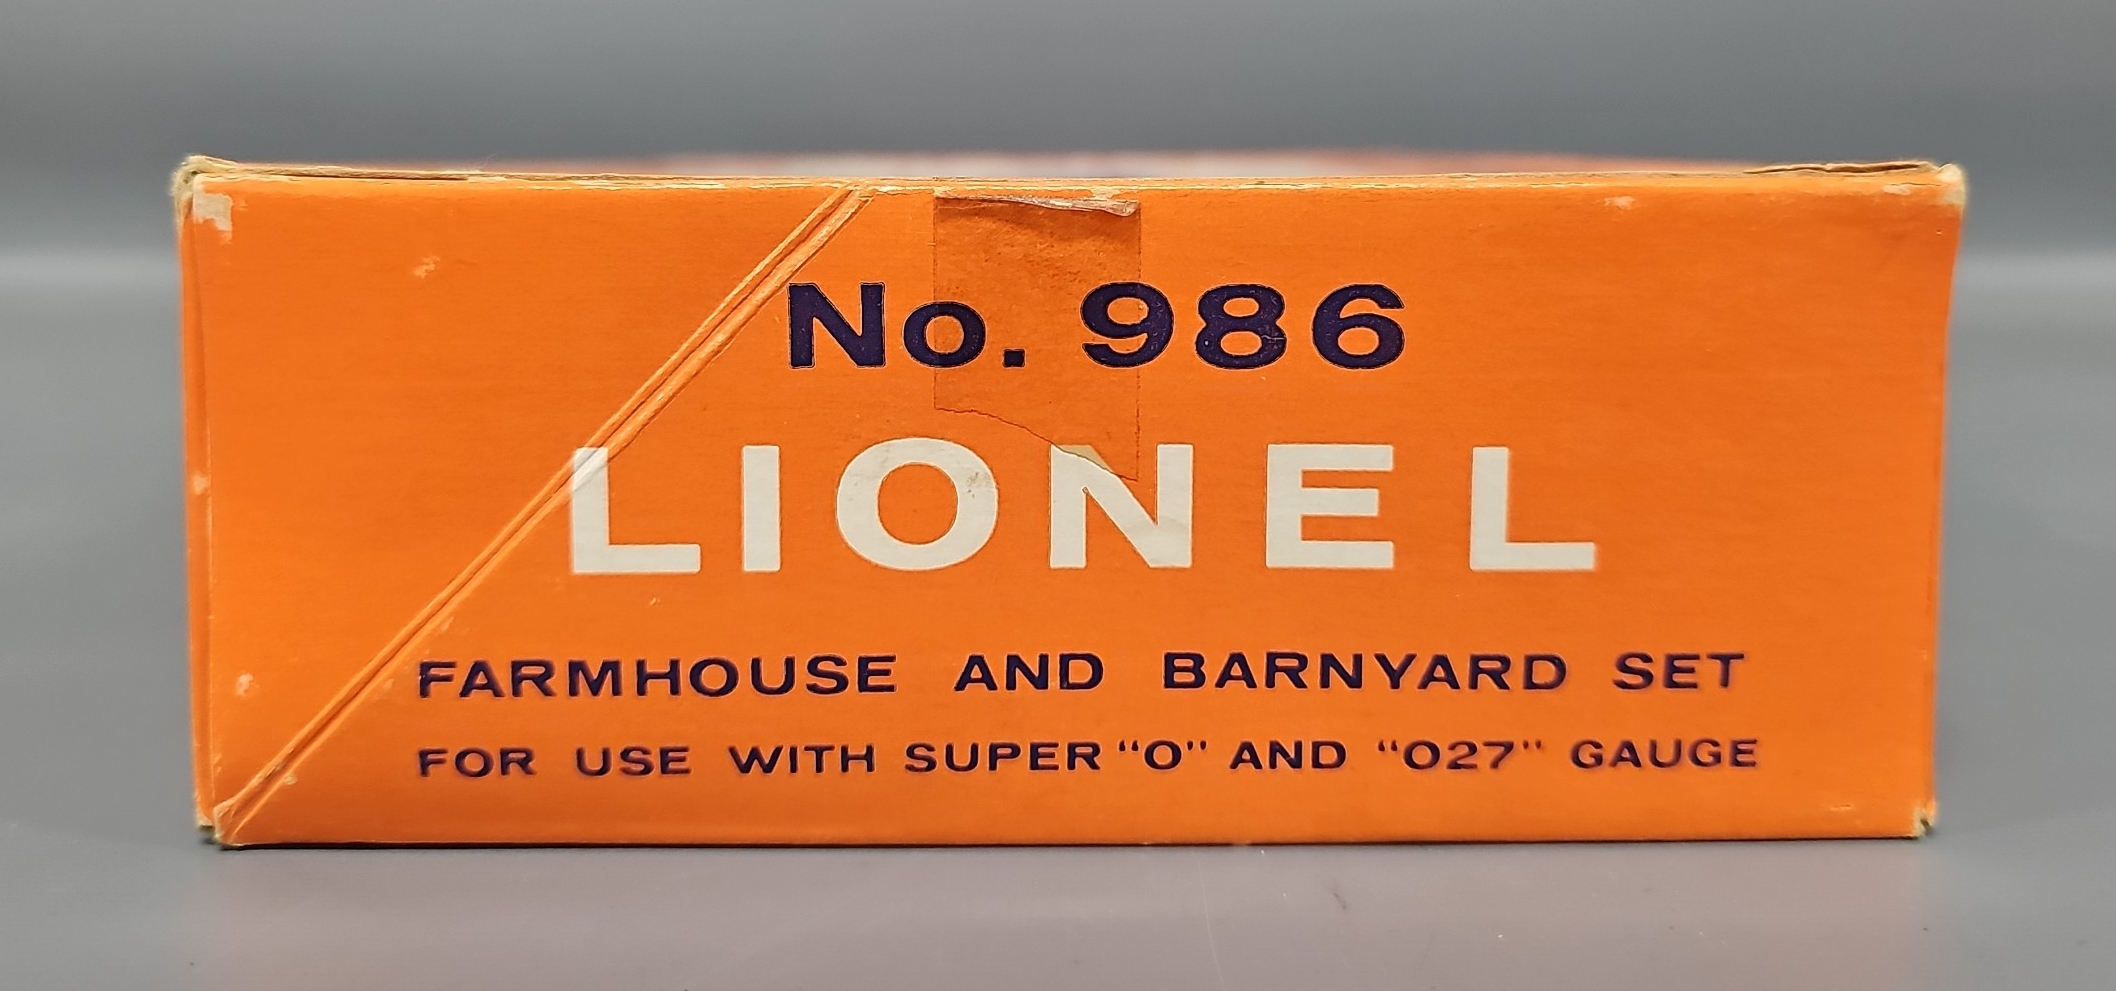 No. 986
LIONEL
FARMHOUSE AND BARNYARD SET
FOR USE WITH SUPER "O" AND "O27" GAUGE